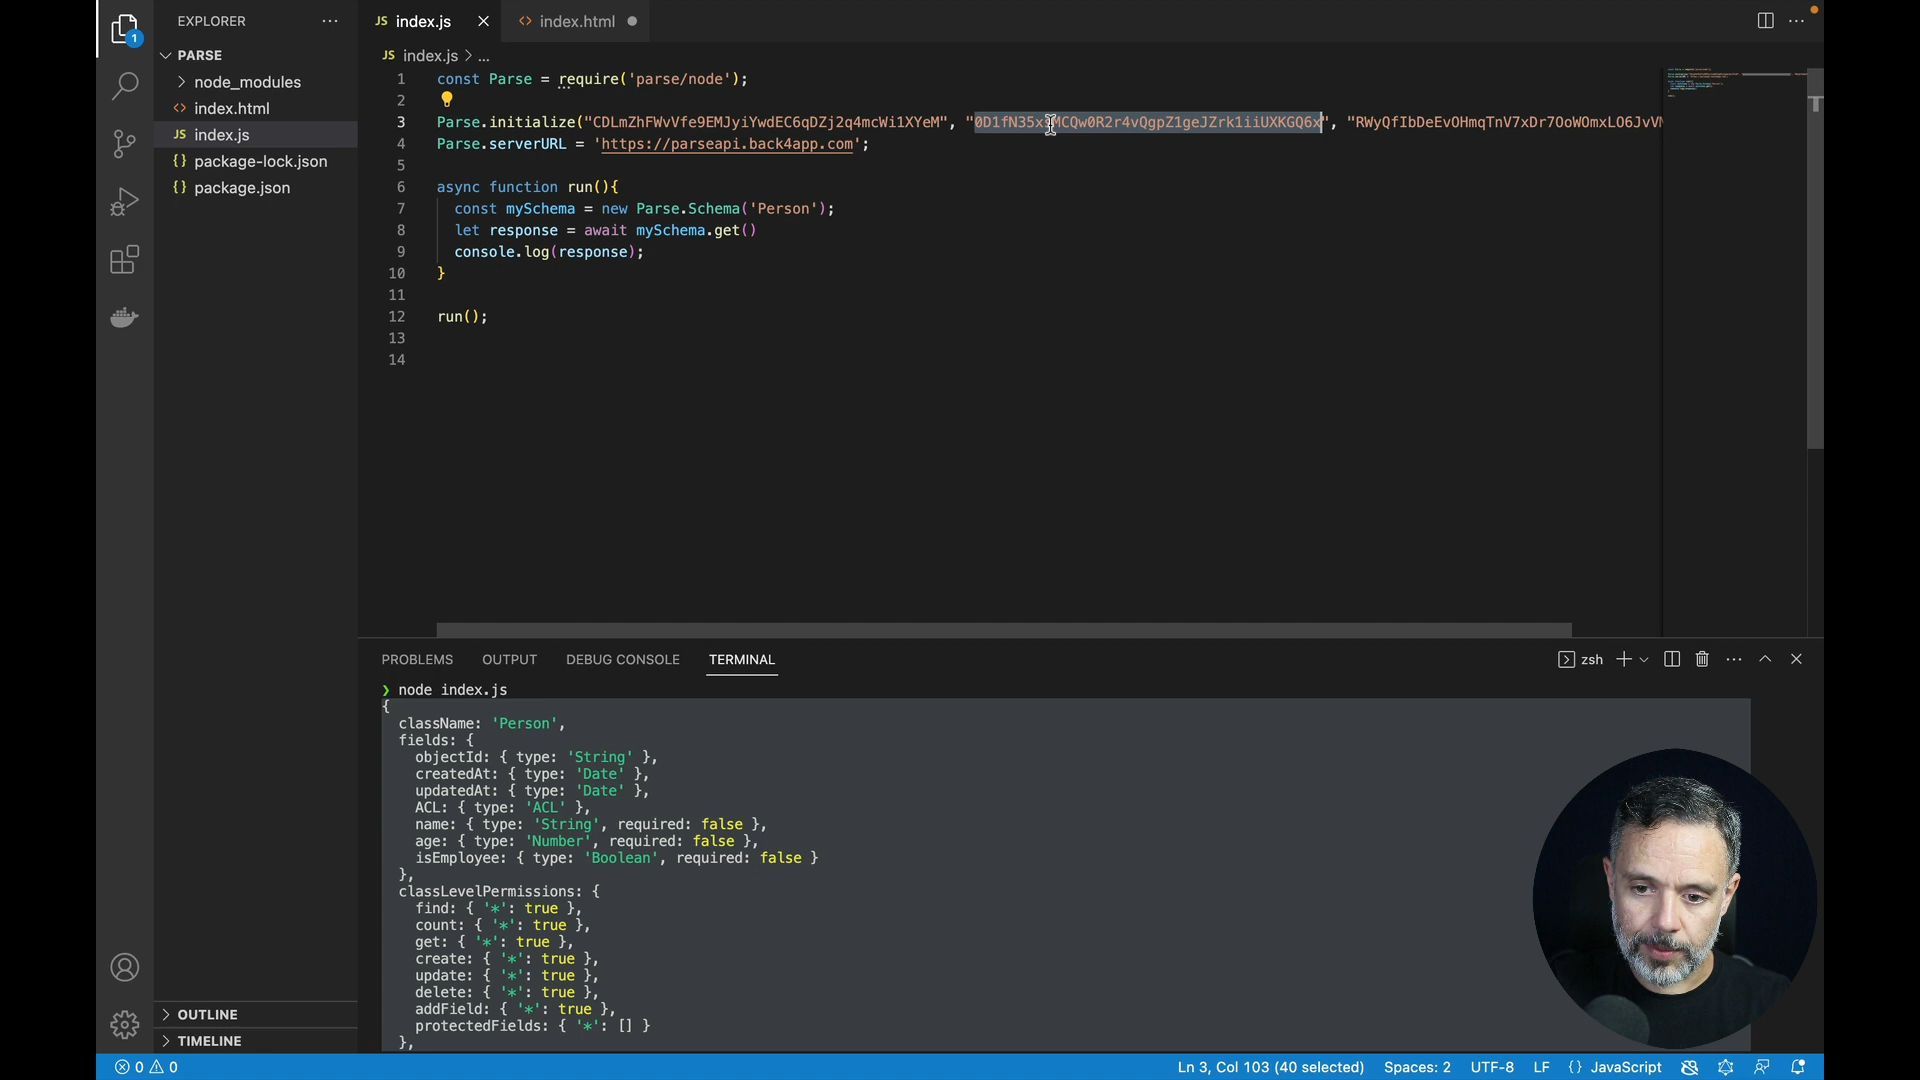 EXPLORER
PARSE
node_modules
index.html
JS index.js
{} package-lock.json
{} package.json
OUTLINE
TIMELINE
JS index.js
index.html
JS index.js > ...
1 const Parse = require('parse/node');
2
3 Parse.initialize("CDLmZhFWvVfe9EMJyiYwdEC6qDZj2q4mcWi1XYeM",
4 Parse.serverURL = 'https://parseapi.back4app.com';
5
6 async function run(){
7 const mySchema = new Parse.Schema('Person');
8 let response = await mySchema.get()
9 console.log(response);
10 }
11
12 run();
13
14
PROBLEMS OUTPUT DEBUG CONSOLE TERMINAL
zsh
❯ node index.js
{
className: 'Person',
fields: {
objectId: { type: 'String' },
createdAt: { type: 'Date' },
updatedAt: { type: 'Date' },
ACL: { type: 'ACL' },
name: { type: 'String', required: false },
age: { type: 'Number', required: false },
isEmployee: { type: 'Boolean', required: false }
},
classLevelPermissions: {
find: { '*': true },
count: { '*': true },
get: { '*': true },
create: { '*': true },
update: { '*': true },
delete: { '*': true },
addField: { '*': true },
protectedFields: { '*': [] }
},
0 0
Ln 3, Col 103 (40 selected) Spaces: 2 UTF-8 LF {} JavaScript
1